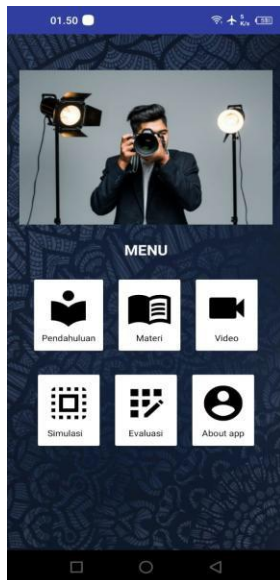 01.50
MENU
Pendahuluan
Materi
Video
Simulasi
Evaluasi
About app